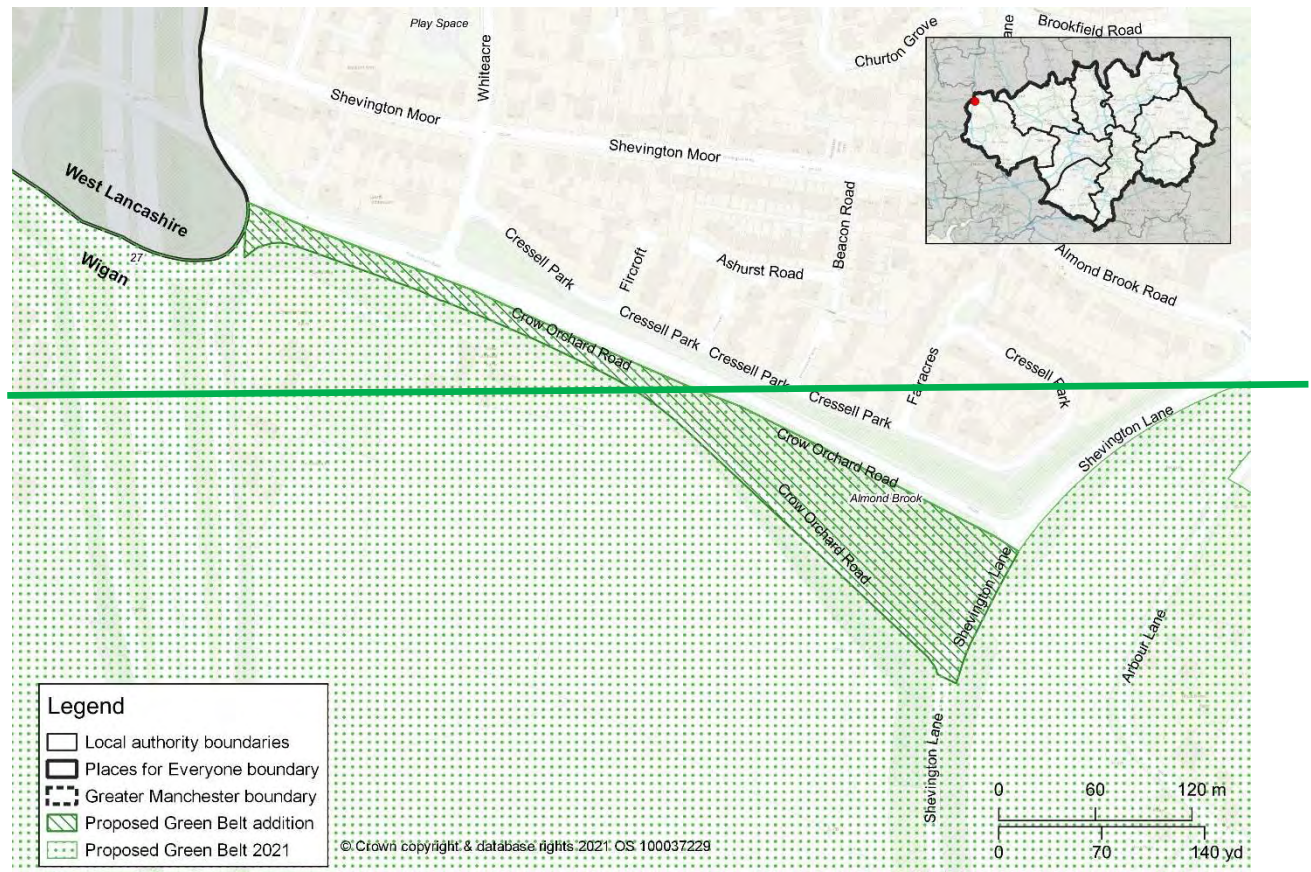 Play Space
Brookfield Road
Churton Grove
Lane
Whiteacre
Shevington Moor
Shevington Moor
West Lancashire
Wigan
27
Beacon Road
Almond Brook Road
Cressell Park
Fircroft
Ashurst Road
Crow Orchard Road
Cressell Park
Cressell Park
Faracres
Cressell Park
Cressell Park
Shevington Lane
Crow Orchard Road
Almond Brook
Crow Orchard Road
Shevington Lane
Arbour Lane
Shevington Lane
Legend
Local authority boundaries
Places for Everyone boundary
Greater Manchester boundary
Proposed Green Belt addition
Proposed Green Belt 2021
© Crown copyright & database rights 2021 OS 100037229
0 60 120 m
0 70 140 yd